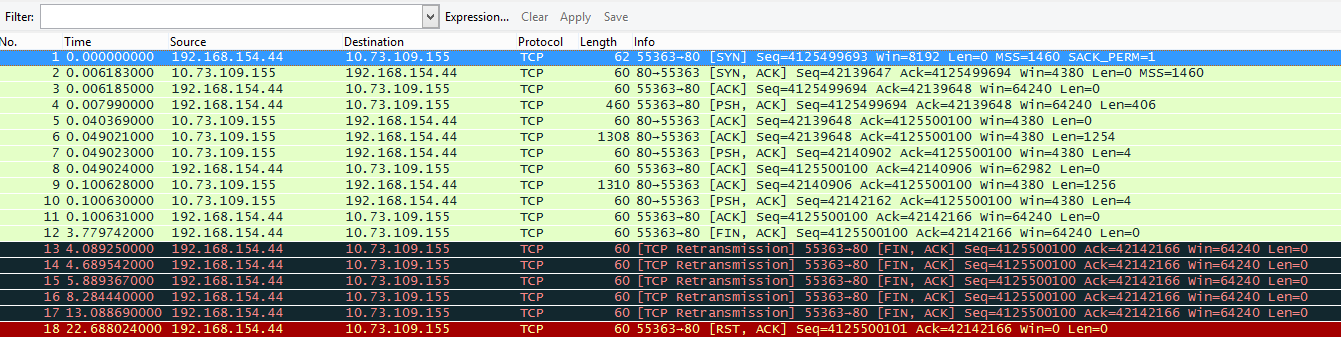 Filter: Expression... Clear Apply Save
No. Time Source Destination Protocol Length Info
1 0.000000000 192.168.154.44 10.73.109.155 TCP 62 55363→80 [SYN] Seq=4125499693 Win=8192 Len=0 MSS=1460 SACK_PERM=1
2 0.006183000 10.73.109.155 192.168.154.44 TCP 60 80→55363 [SYN, ACK] Seq=42139647 Ack=4125499694 Win=4380 Len=0 MSS=1460
3 0.006185000 192.168.154.44 10.73.109.155 TCP 60 55363→80 [ACK] Seq=4125499694 Ack=42139648 Win=64240 Len=0
4 0.007990000 192.168.154.44 10.73.109.155 TCP 460 55363→80 [PSH, ACK] Seq=4125499694 Ack=42139648 Win=64240 Len=406
5 0.040369000 10.73.109.155 192.168.154.44 TCP 60 80→55363 [ACK] Seq=42139648 Ack=4125500100 Win=4380 Len=0
6 0.049021000 10.73.109.155 192.168.154.44 TCP 1308 80→55363 [ACK] Seq=42139648 Ack=4125500100 Win=4380 Len=1254
7 0.049023000 10.73.109.155 192.168.154.44 TCP 60 80→55363 [PSH, ACK] Seq=42140902 Ack=4125500100 Win=4380 Len=4
8 0.049024000 192.168.154.44 10.73.109.155 TCP 60 55363→80 [ACK] Seq=4125500100 Ack=42140906 Win=62982 Len=0
9 0.100628000 10.73.109.155 192.168.154.44 TCP 1310 80→55363 [ACK] Seq=42140906 Ack=4125500100 Win=4380 Len=1256
10 0.100630000 10.73.109.155 192.168.154.44 TCP 60 80→55363 [PSH, ACK] Seq=42142162 Ack=4125500100 Win=4380 Len=4
11 0.100631000 192.168.154.44 10.73.109.155 TCP 60 55363→80 [ACK] Seq=4125500100 Ack=42142166 Win=64240 Len=0
12 3.779742000 192.168.154.44 10.73.109.155 TCP 60 55363→80 [FIN, ACK] Seq=4125500100 Ack=42142166 Win=64240 Len=0
13 4.089250000 192.168.154.44 10.73.109.155 TCP 60 [TCP Retransmission] 55363→80 [FIN, ACK] Seq=4125500100 Ack=42142166 Win=64240 Len=0
14 4.689542000 192.168.154.44 10.73.109.155 TCP 60 [TCP Retransmission] 55363→80 [FIN, ACK] Seq=4125500100 Ack=42142166 Win=64240 Len=0
15 5.889367000 192.168.154.44 10.73.109.155 TCP 60 [TCP Retransmission] 55363→80 [FIN, ACK] Seq=4125500100 Ack=42142166 Win=64240 Len=0
16 8.284440000 192.168.154.44 10.73.109.155 TCP 60 [TCP Retransmission] 55363→80 [FIN, ACK] Seq=4125500100 Ack=42142166 Win=64240 Len=0
17 13.088690000 192.168.154.44 10.73.109.155 TCP 60 [TCP Retransmission] 55363→80 [FIN, ACK] Seq=4125500100 Ack=42142166 Win=64240 Len=0
18 22.688024000 192.168.154.44 10.73.109.155 TCP 60 55363→80 [RST, ACK] Seq=4125500101 Ack=42142166 Win=0 Len=0